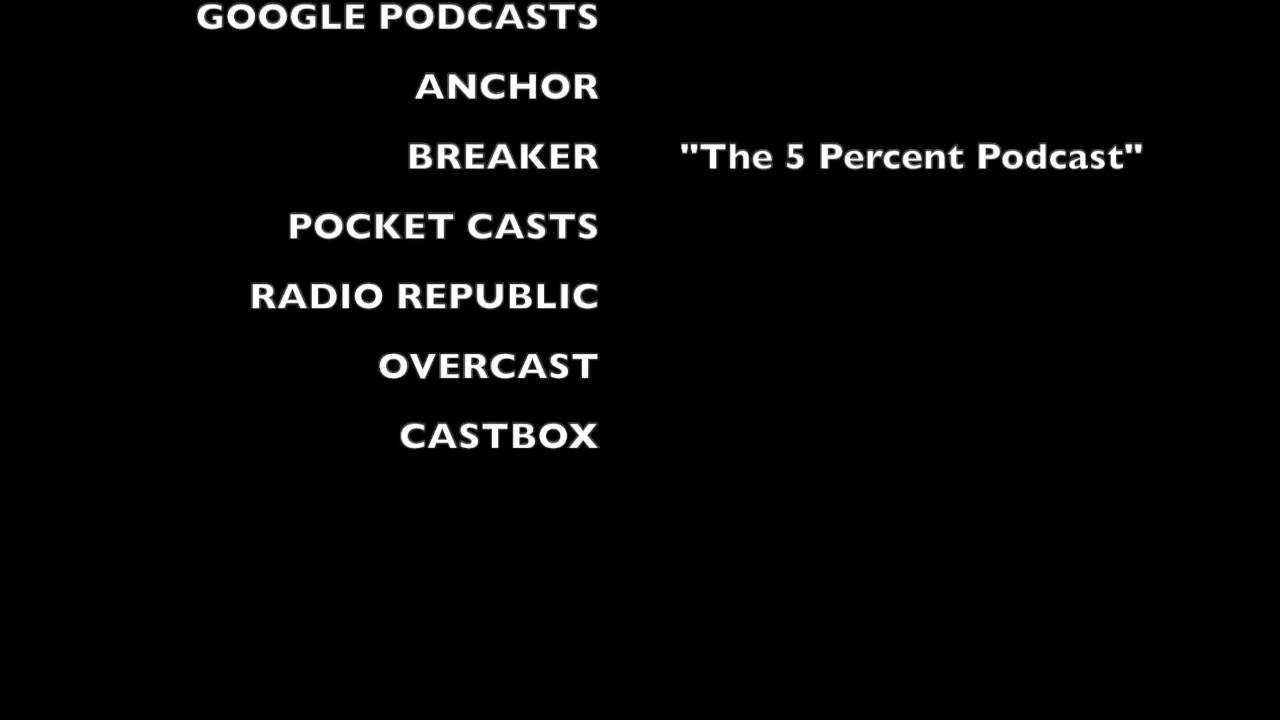 GOOGLE PODCASTS
ANCHOR
BREAKER "The 5 Percent Podcast"
POCKET CASTS
RADIO REPUBLIC
OVERCAST
CASTBOX